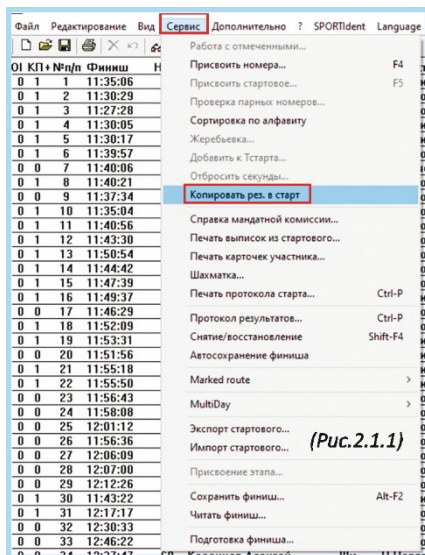 Файл Редактирование Вид Сервис Дополнительно ? SPORTIdent Language
OI КП+ №п/п Финиш Н
0 1 1 11:35:06
0 1 2 11:30:29
0 1 3 11:27:28
0 1 4 11:30:05
0 1 5 11:30:17
0 1 6 11:39:57
0 0 7 11:40:06
0 1 8 11:40:21
0 0 9 11:37:34
0 1 10 11:35:04
0 1 11 11:40:56
0 1 12 11:43:30
0 1 13 11:50:54
0 1 14 11:44:42
0 1 15 11:47:39
0 1 16 11:49:37
0 0 17 11:46:29
0 1 18 11:52:09
0 1 19 11:53:31
0 0 20 11:51:56
0 1 21 11:55:18
0 1 22 11:55:50
0 0 23 11:56:43
0 0 24 11:58:08
0 0 25 12:01:12
0 0 26 11:56:36
0 0 27 12:06:09
0 0 28 12:07:00
0 0 29 12:12:26
0 1 30 11:43:22
0 1 31 12:17:17
0 0 32 12:30:33
0 0 33 12:46:22
Работа с отмеченными...
Присвоить номера... F4
Присвоить стартовое... F5
Проверка парных номеров...
Сортировка по алфавиту
Жеребьевка...
Добавить к Тстарта...
Отбросить секунды...
Копировать рез. в старт
Справка мандатной комиссии...
Печать выписок из стартового...
Печать карточек участника...
Шахматка...
Печать протокола старта... Ctrl-P
Протокол результатов... Ctrl-P
Снятие/восстановление Shift-F4
Автосохранение финиша
Marked route >
MultiDay >
Экспорт стартового...
Импорт стартового...
Присвоение этапа...
Сохранить финиш... Alt-F2
Читать финиш...
Подготовка финиша...
(Рис.2.1.1)